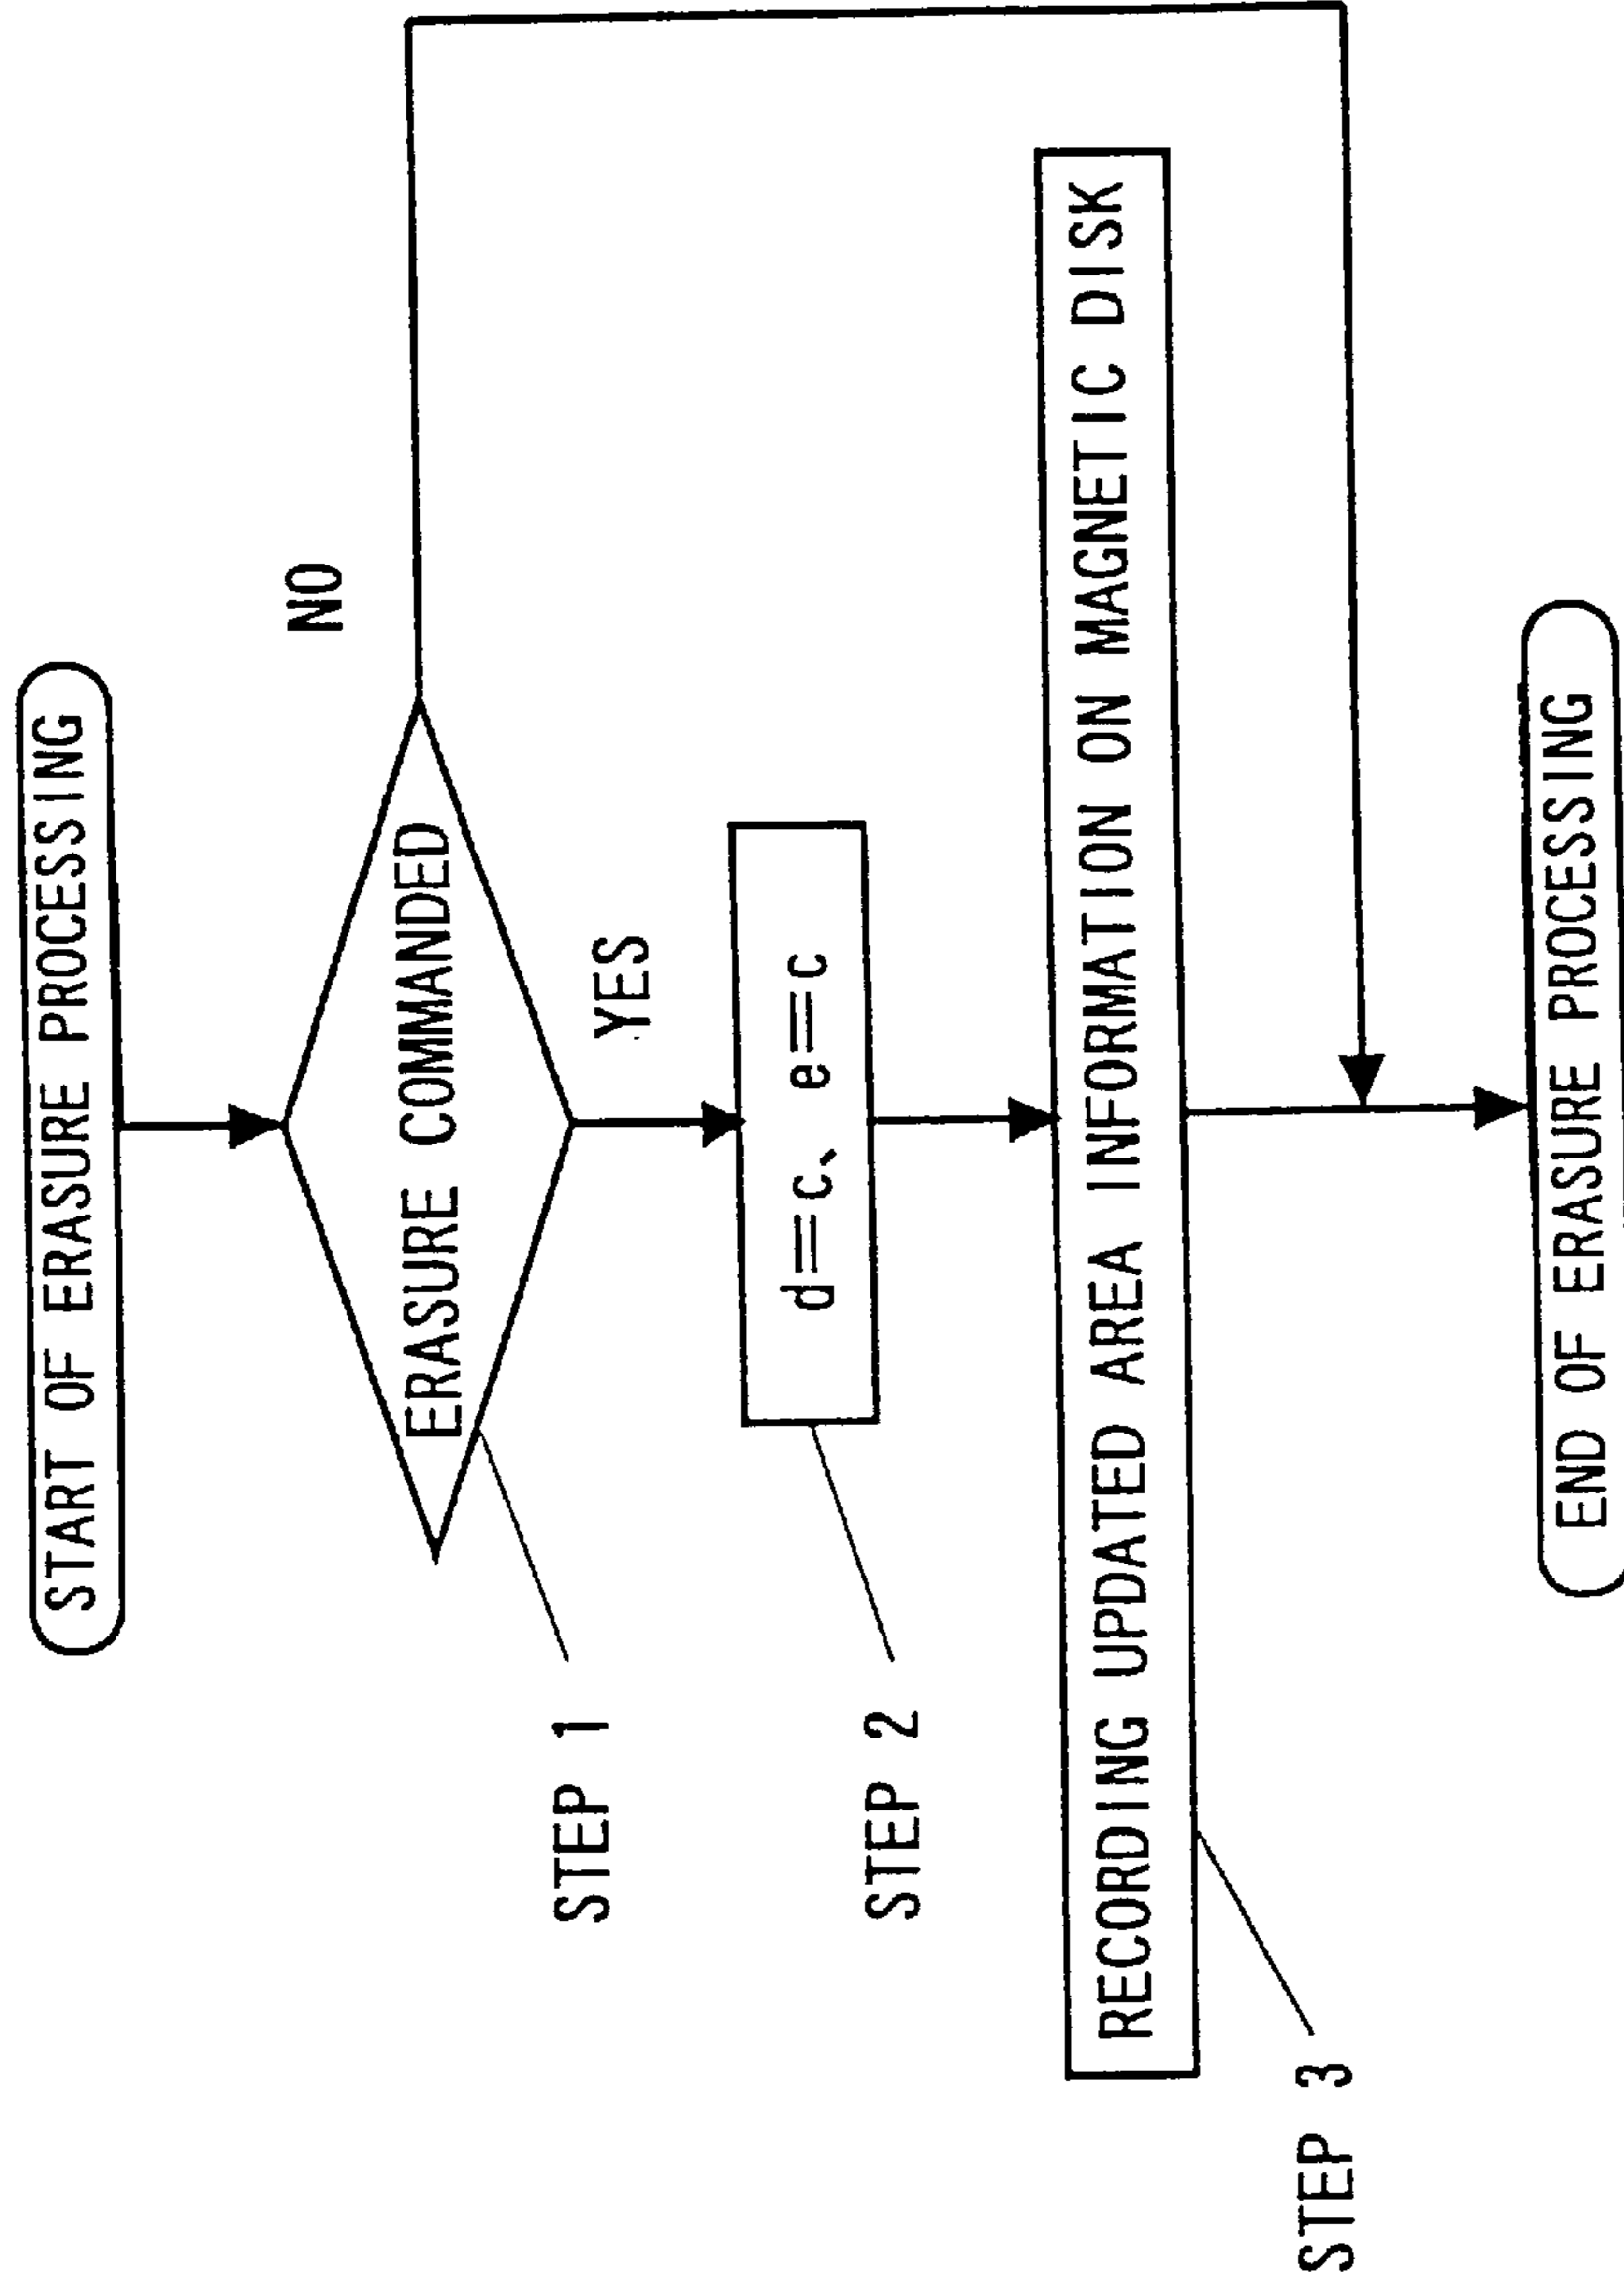 START OF ERASURE PROCESSING
ERASURE COMMANDED
NO
YES
STEP 1
d=c、 e=c
STEP 2
RECORDING UPDATED AREA INFORMATION ON MAGNETIC DISK
STEP 3
END OF ERASURE PROCESSING